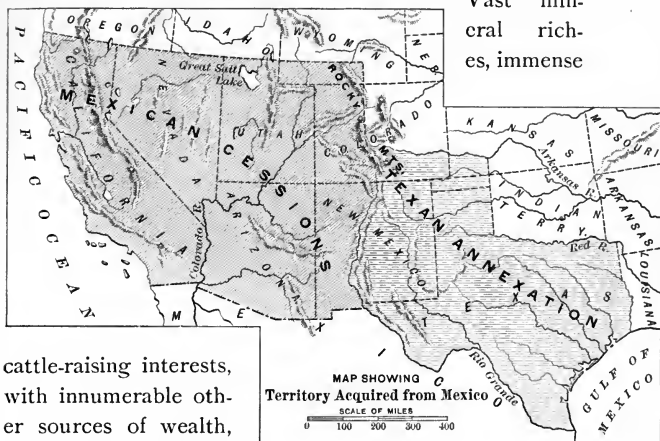 Vast min-
eral rich-
es, immense
OREGON
IDAHO
WYOMING
NEB
PACIFIC OCEAN
Great Salt
Lake
ROCKY MTS.
MEXICAN CESSIONS
CALIFORNIA
NEVADA
UTAH
COLORADO
KANSAS
MISSOURI
Arkansas R.
INDIAN
TERRY.
ARKANSAS
Red R.
LOUISIANA
Colorado R.
ARIZONA
NEW MEXICO
TEXAN ANNEXATION
TEXAS
MEXICO
Rio Grande
GULF OF
MEXICO
MAP SHOWING
Territory Acquired from Mexico
SCALE OF MILES
0 100 200 300 400
cattle-raising interests,
with innumerable oth-
er sources of wealth,